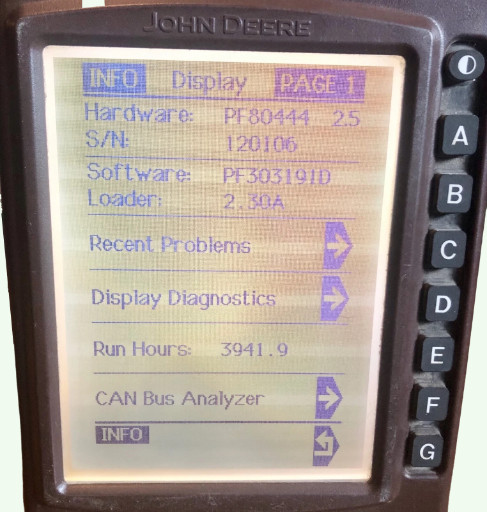 JOHN DEERE
INFO Display PAGE 1
Hardware: PF80444 2.5
S/N: 120106
Software: PF303191D
Loader: 2.30A
Recent Problems
Display Diagnostics
Run Hours: 3941.9
CAN Bus Analyzer
INFO
A
B
C
D
E
F
G